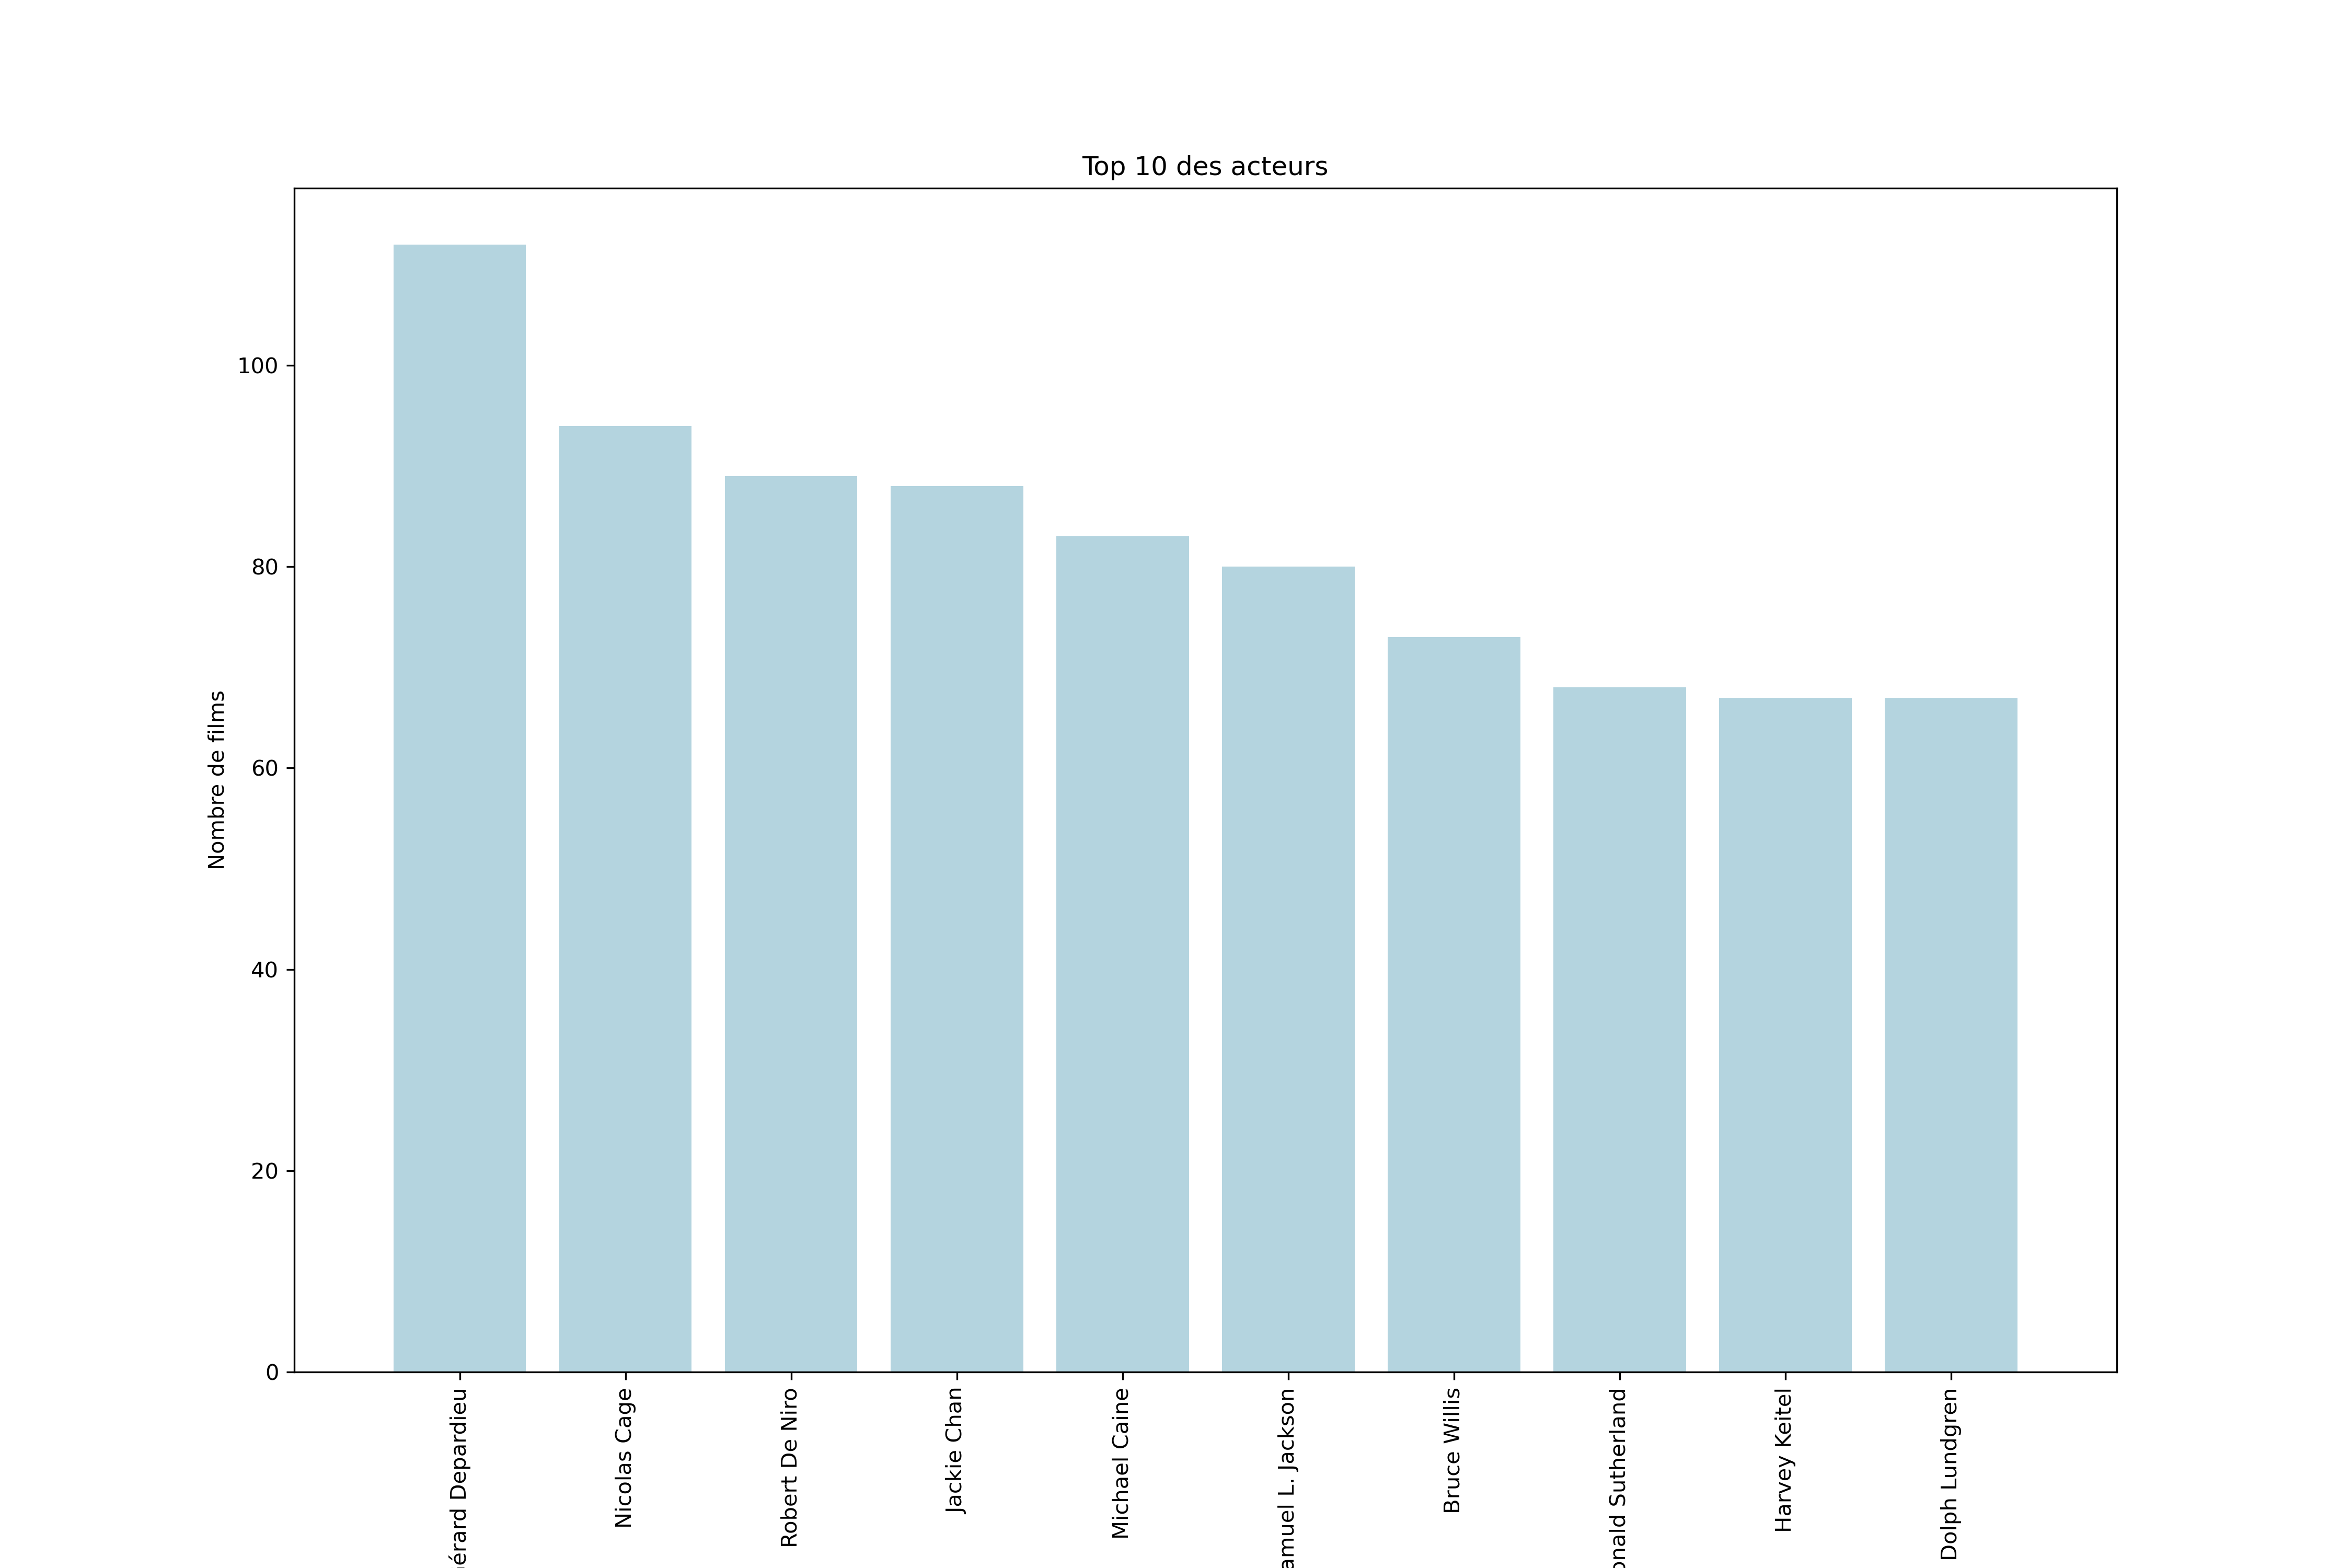 Top 10 des acteurs
Nombre de films
100
80
60
40
20
0
érard Depardieu
Nicolas Cage
Robert De Niro
Jackie Chan
Michael Caine
amuel L. Jackson
Bruce Willis
onald Sutherland
Harvey Keitel
Dolph Lundgren